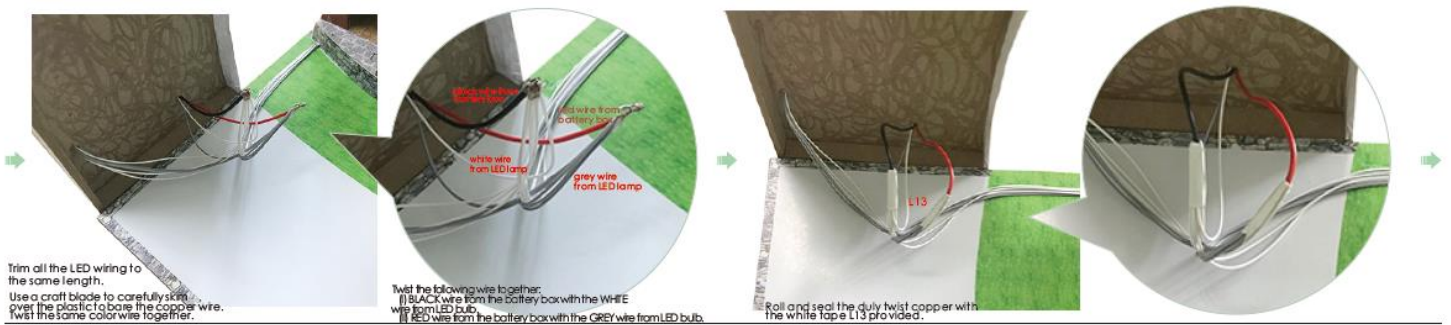 Black wire from
battery box
red wire from
battery box
white wire
from LED lamp
grey wire
from LED lamp
L13
Trim all the LED wiring to
the same length.
Use a craft blade to carefully skim
over the plastic to bare the copper wire.
Twist the same color wire together.
Twist the following wire together:
(I) BLACK wire from the battery box with the WHITE
wire from LED bulb.
(II) RED wire from the battery box with the GREY wire from LED bulb.
Roll and seal the duly twist copper with
the white tape L13 provided.